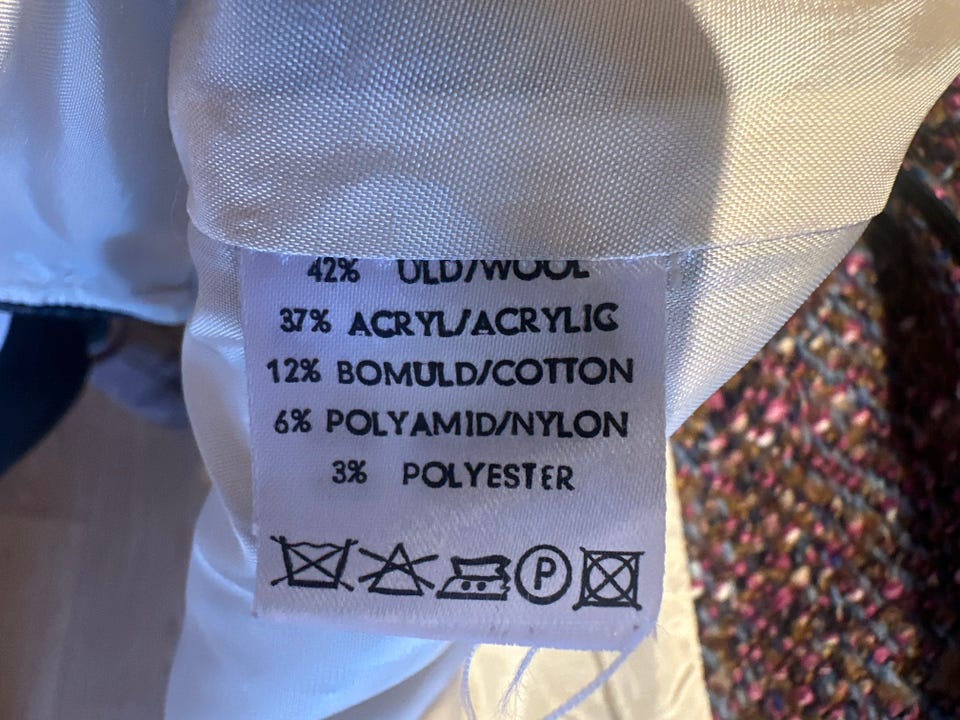 42% ULD/WOOL
37% ACRYL/ACRYLIC
12% BOMULD/COTTON
6% POLYAMID/NYLON
3% POLYESTER
P